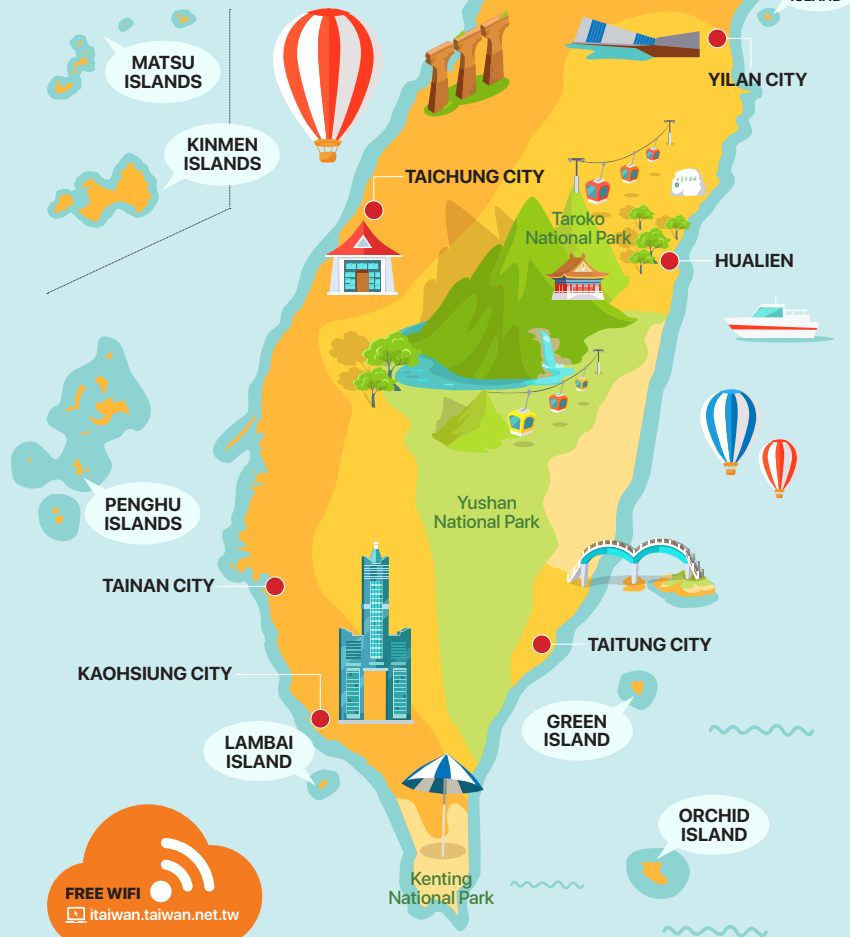 ISLAND
MATSU
ISLANDS
YILAN CITY
KINMEN
ISLANDS
TAICHUNG CITY
Taroko
National Park
HUALIEN
PENGHU
ISLANDS
Yushan
National Park
TAINAN CITY
TAITUNG CITY
KAOHSIUNG CITY
GREEN
ISLAND
LAMBAI
ISLAND
ORCHID
ISLAND
Kenting
National Park
FREE WIFI
itaiwan.taiwan.net.tw